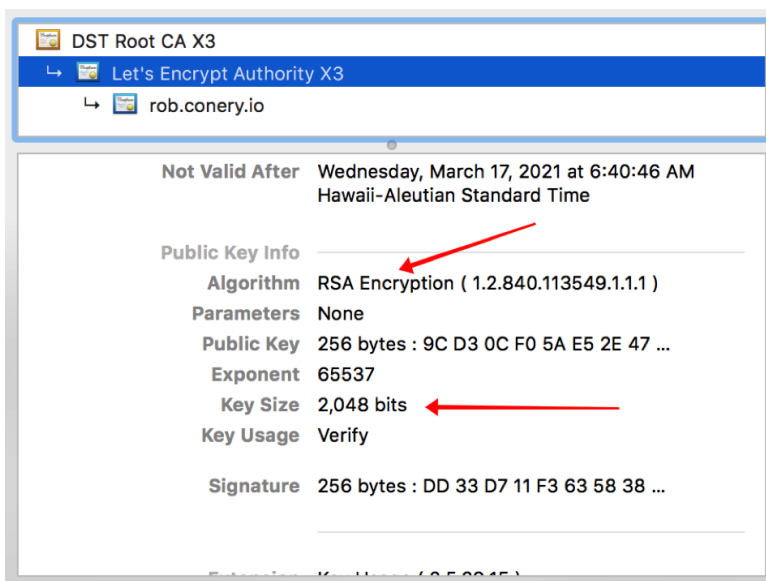 DST Root CA X3
Let's Encrypt Authority X3
rob.conery.io
Not Valid After Wednesday, March 17, 2021 at 6:40:46 AM
Hawaii-Aleutian Standard Time
Public Key Info
Algorithm RSA Encryption ( 1.2.840.113549.1.1.1 )
Parameters None
Public Key 256 bytes : 9C D3 0C F0 5A E5 2E 47 ...
Exponent 65537
Key Size 2,048 bits
Key Usage Verify
Signature 256 bytes : DD 33 D7 11 F3 63 58 38 ...